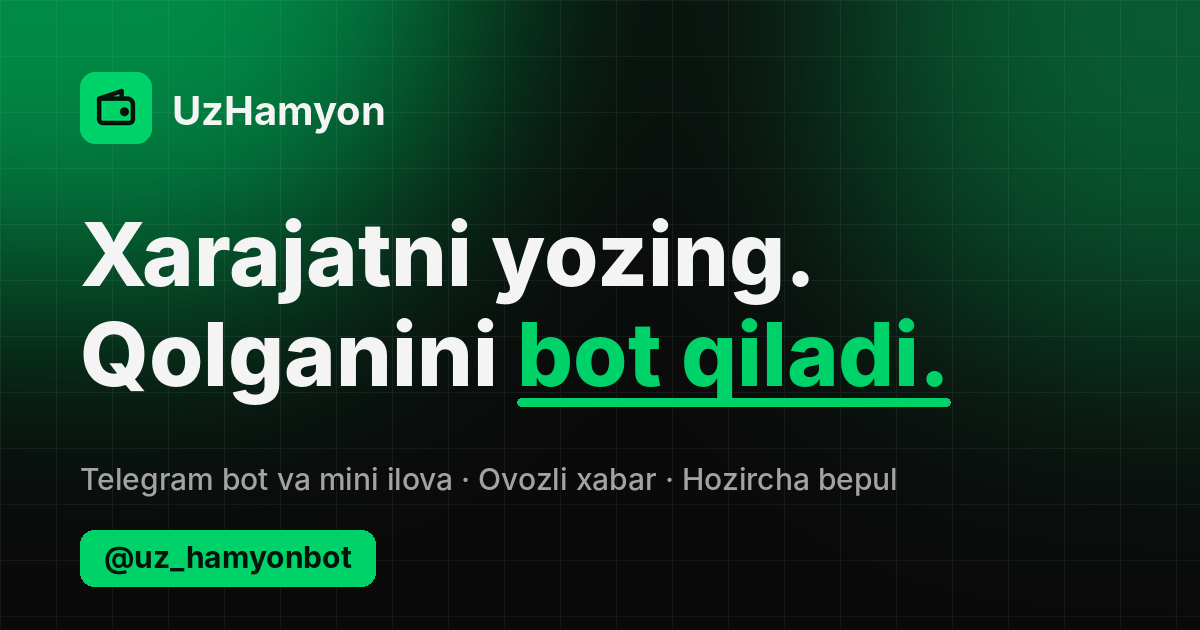 UzHamyon
Xarajatni yozing.
Qolganini bot qiladi.
Telegram bot va mini ilova · Ovozli xabar · Hozircha bepul
@uz_hamyonbot